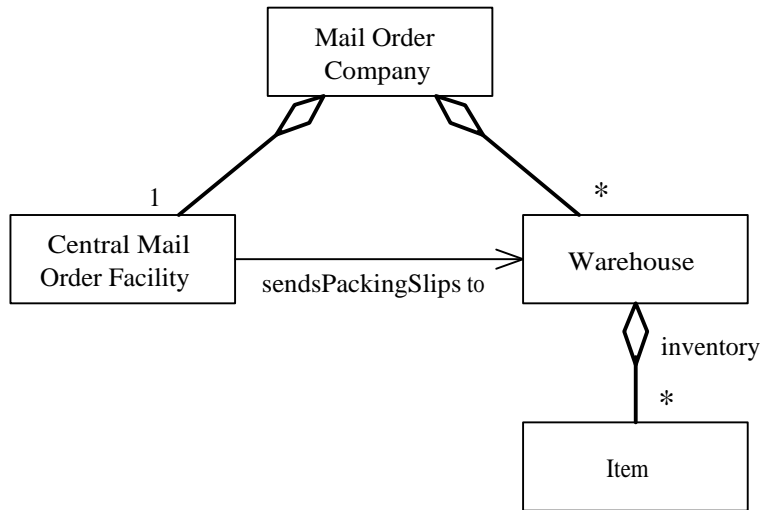 Mail Order
Company
1
*
Central Mail
Order Facility
sendsPackingSlips to
Warehouse
inventory
*
Item